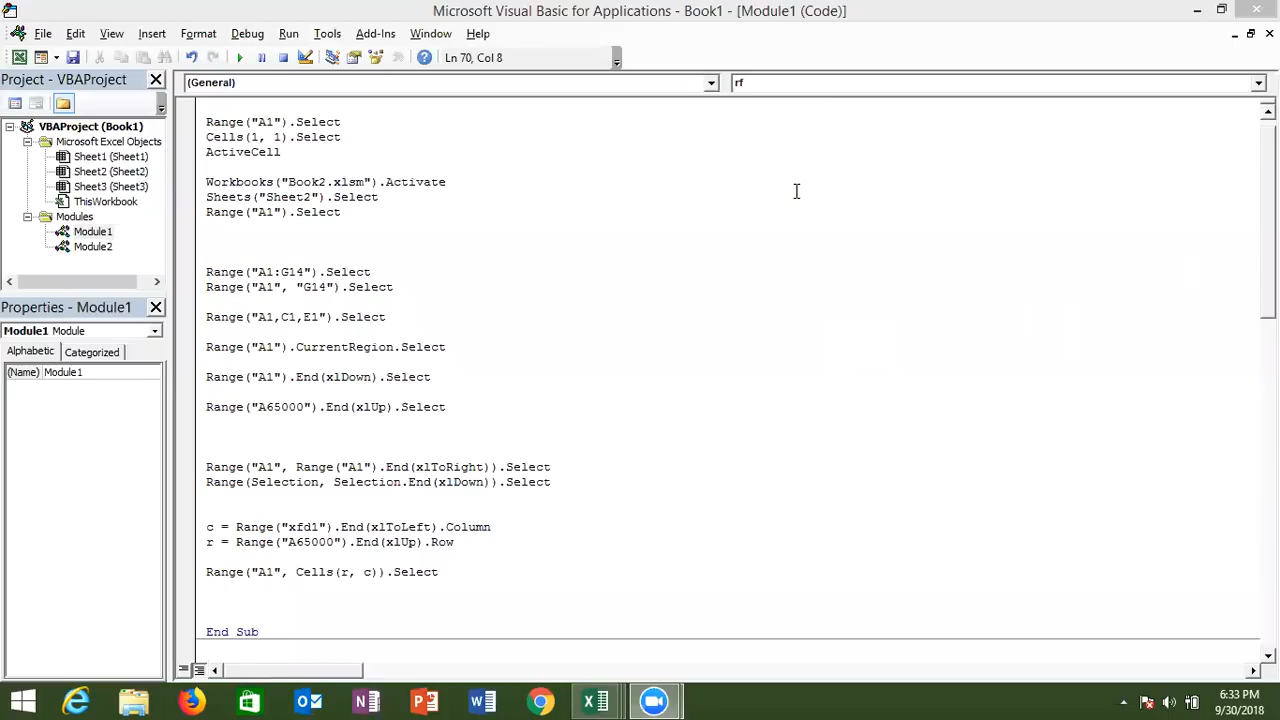 Microsoft Visual Basic for Applications - Book1 - [Module1 (Code)]
File Edit View Insert Format Debug Run Tools Add-Ins Window Help
Ln 70, Col 8
Project - VBAProject
(General)
rf
VBAProject (Book1)
Microsoft Excel Objects
Sheet1 (Sheet1)
Sheet2 (Sheet2)
Sheet3 (Sheet3)
ThisWorkbook
Modules
Module1
Module2
Properties - Module1
Module1 Module
Alphabetic Categorized
(Name) Module1
Range("A1").Select
Cells(1, 1).Select
ActiveCell
Workbooks("Book2.xlsm").Activate
Sheets("Sheet2").Select
Range("A1").Select
Range("A1:G14").Select
Range("A1", "G14").Select
Range("A1,C1,E1").Select
Range("A1").CurrentRegion.Select
Range("A1").End(xlDown).Select
Range("A65000").End(xlUp).Select
Range("A1", Range("A1").End(xlToRight)).Select
Range(Selection, Selection.End(xlDown)).Select
c = Range("xfd1").End(xlToLeft).Column
r = Range("A65000").End(xlUp).Row
Range("A1", Cells(r, c)).Select
End Sub
6:33 PM
9/30/2018